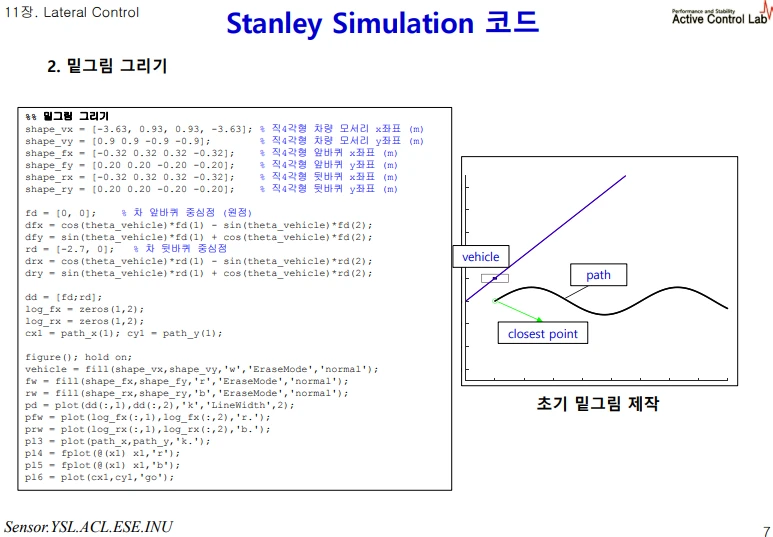 11장. Lateral Control
Performance and Stability
Active Control Lab
Stanley Simulation 코드
2. 밑그림 그리기
%% 밑그림 그리기
shape_vx = [-3.63, 0.93, 0.93, -3.63]; % 직4각형 차량 모서리 x좌표 (m)
shape_vy = [0.9 0.9 -0.9 -0.9]; % 직4각형 차량 모서리 y좌표 (m)
shape_fx = [-0.32 0.32 0.32 -0.32]; % 직4각형 앞바퀴 x좌표 (m)
shape_fy = [0.20 0.20 -0.20 -0.20]; % 직4각형 앞바퀴 y좌표 (m)
shape_rx = [-0.32 0.32 0.32 -0.32]; % 직4각형 뒷바퀴 x좌표 (m)
shape_ry = [0.20 0.20 -0.20 -0.20]; % 직4각형 뒷바퀴 y좌표 (m)
fd = [0, 0]; % 차 앞바퀴 중심점 (원점)
dfx = cos(theta_vehicle)*fd(1) - sin(theta_vehicle)*fd(2);
dfy = sin(theta_vehicle)*fd(1) + cos(theta_vehicle)*fd(2);
rd = [-2.7, 0]; % 차 뒷바퀴 중심점
drx = cos(theta_vehicle)*rd(1) - sin(theta_vehicle)*rd(2);
dry = sin(theta_vehicle)*rd(1) + cos(theta_vehicle)*rd(2);
dd = [fd;rd];
log_fx = zeros(1,2);
log_rx = zeros(1,2);
cx1 = path_x(1); cy1 = path_y(1);
figure(); hold on;
vehicle = fill(shape_vx,shape_vy,'w','EraseMode','normal');
fw = fill(shape_fx,shape_fy,'r','EraseMode','normal');
rw = fill(shape_rx,shape_ry,'b','EraseMode','normal');
pd = plot(dd(:,1),dd(:,2),'k','LineWidth',2);
pfw = plot(log_fx(:,1),log_fx(:,2),'r.');
prw = plot(log_rx(:,1),log_rx(:,2),'b.');
pl3 = plot(path_x,path_y,'k.');
pl4 = fplot(@(x1) x1,'r');
pl5 = fplot(@(x1) x1,'b');
pl6 = plot(cx1,cy1,'go');
vehicle
path
closest point
초기 밑그림 제작
Sensor.YSL.ACL.ESE.INU
7